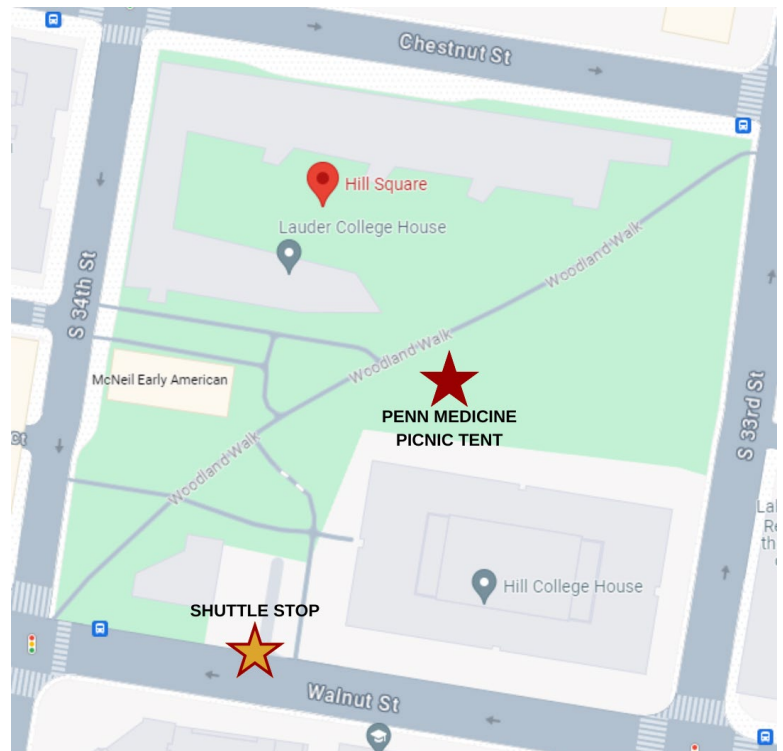 Chestnut St
Hill Square
Lauder College House
Woodland Walk
S 34th St
Woodland Walk
McNeil Early American
PENN MEDICINE
PICNIC TENT
S 33rd St
Ct
Woodland Walk
Hill College House
SHUTTLE STOP
Walnut St